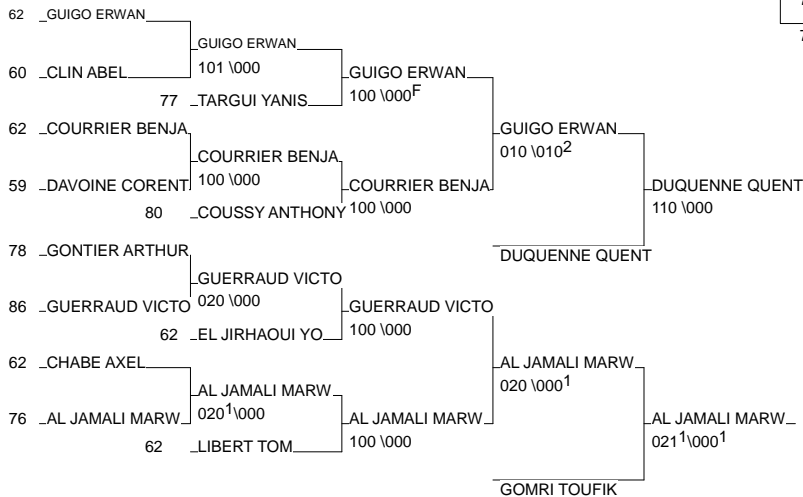 62 GUIGO ERWAN
GUIGO ERWAN
101 \000
60 CLIN ABEL
GUIGO ERWAN
100 \000F
77 TARGUI YANIS
62 COURRIER BENJA
GUIGO ERWAN
010 \0102
COURRIER BENJA
100 \000
59 DAVOINE CORENT
COURRIER BENJA
100 \000
DUQUENNE QUENT
110 \000
80 COUSSY ANTHONY
78 GONTIER ARTHUR
DUQUENNE QUENT
GUERRAUD VICTO
020 \000
86 GUERRAUD VICTO
GUERRAUD VICTO
100 \000
62 EL JIRHAOUI YO
62 CHABE AXEL
AL JAMALI MARW
020 \0001
AL JAMALI MARW
0201\000
76 AL JAMALI MARW
AL JAMALI MARW
100 \000
AL JAMALI MARW
0211\0001
62 LIBERT TOM
GOMRI TOUFIK